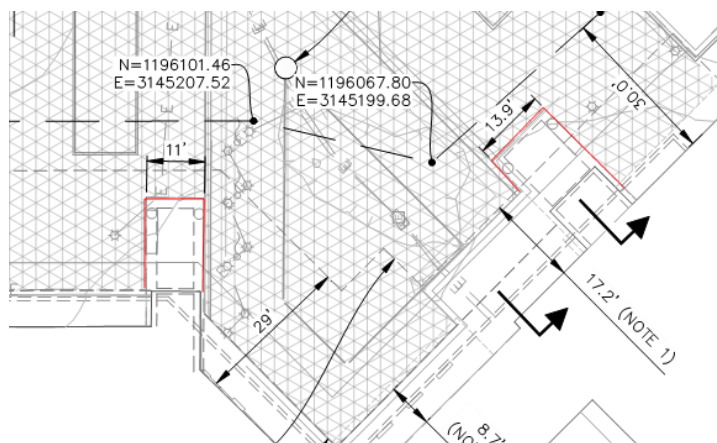 N=1196101.46
E=3145207.52
N=1196067.80
E=3145199.68
13.9'
30.0'
11'
29'
17.2' (NOTE 1)
8.7'